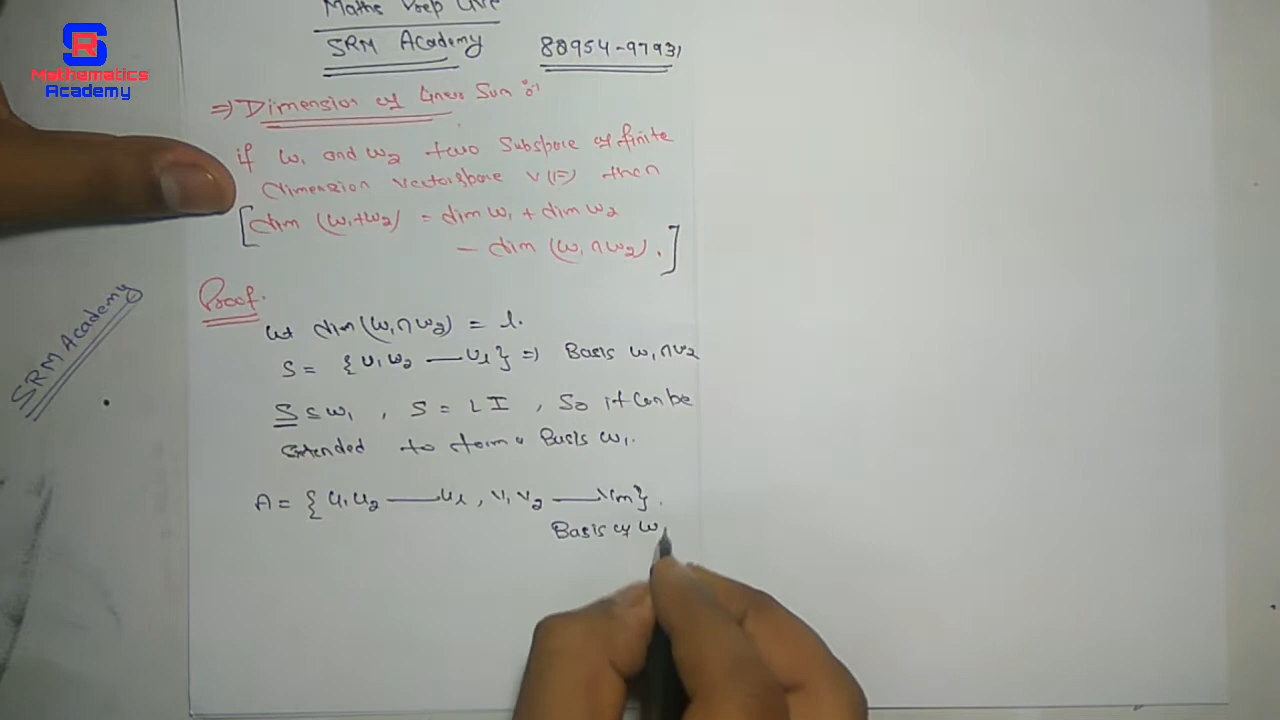 SR
Mathematics
Academy
Maths Prep Live
SRM Academy 88954-97931
=> Dimension of Linear Sum :
if W1 and W2 two Subspace of finite
dimension vectorspace V(F) then
[dim (W1+W2) = dim W1 + dim W2
- dim (W1∩W2).]
Proof.
Let dim(W1∩W2) = l.
S = {U1 U2 — Ul} => Basis W1∩W2
S ⊆ W1, S = LI, So it Can be
Extended to form a Basis W1.
A = {U1 U2 — Ul, V1 V2 — Vm}.
Basis of W
SRM Academy